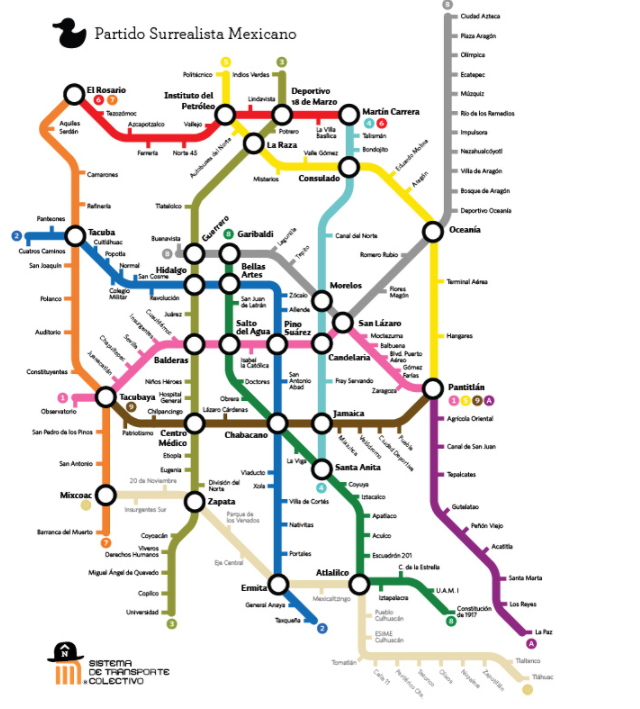 Partido Surrealista Mexicano
B
Ciudad Azteca
Plaza Aragón
Olímpica
Ecatepec
Múzquiz
Río de los Remedios
Impulsora
Nezahualcóyotl
Villa de Aragón
Bosque de Aragón
Deportivo Oceanía
Oceanía
5
3
Politécnico
Indios Verdes
El Rosario
6
7
Instituto del
Petróleo
Deportivo
18 de Marzo
Martín Carrera
4
6
Aquiles
Serdán
Tezozómoc
Azcapotzalco
Ferrería
Norte 45
Vallejo
Lindavista
La Villa
Basílica
Potrero
La Raza
Autobuses del Norte
Misterios
Valle Gómez
Consulado
Talismán
Bondojito
Eduardo Molina
Aragón
Camarones
Refinería
Tlatelolco
Guerrero
8
Garibaldi
Canal del Norte
Romero Rubio
Flores
Magón
Terminal Aérea
Hangares
Panteones
2
Cuatro Caminos
Tacuba
Cuitláhuac
Popotla
Normal
Colegio
Militar
San Cosme
Revolución
Buenavista
B
Hidalgo
Bellas
Artes
Lagunilla
Tepito
Morelos
San Lázaro
San Joaquín
Polanco
Auditorio
Constituyentes
Juárez
San Juan
de Letrán
Zócalo
Allende
Cuauhtémoc
Insurgentes
Sevilla
Chapultepec
Juanacatlán
Balderas
Salto
del Agua
Isabel
la Católica
Pino
Suárez
Candelaria
Moctezuma
Balbuena
Blvd. Puerto
Aéreo
Gómez
Farías
Zaragoza
Pantitlán
1
5
9
A
1
Observatorio
Tacubaya
9
Patriotismo
Chilpancingo
Niños Héroes
Hospital
General
Doctores
Obrera
San
Antonio
Abad
Fray Servando
Lázaro Cárdenas
Centro
Médico
Chabacano
Jamaica
Mixiuhca
Velódromo
Ciudad Deportiva
Puebla
Agrícola Oriental
Canal de San Juan
Tepalcates
Guelatao
Peñón Viejo
Acatitla
Santa Marta
Los Reyes
La Paz
A
San Pedro de los Pinos
San Antonio
Mixcoac
Barranca del Muerto
7
20 de Noviembre
Insurgentes Sur
Etiopía
Eugenia
División del
Norte
Zapata
Parque de
los Venados
Eje Central
Coyoacán
Viveros
Derechos Humanos
Miguel Ángel de Quevedo
Copilco
Universidad
3
La Viga
Santa Anita
4
Viaducto
Xola
Villa de Cortés
Nativitas
Portales
Ermita
General Anaya
Taxqueña
2
Coyuya
Iztacalco
Apatlaco
Aculco
Escuadrón 201
Mexicaltzingo
Atlalilco
C. de la Estrella
Iztapalacra
U.A.M. I
Constitución
de 1917
8
Pueblo
Culhuacán
ESIME
Culhuacán
Tomatlán
Calle 11
Periférico Ote.
Olivos
Nopalera
Zapotitlán
Tlaltenco
Tláhuac
SISTEMA
DE TRANSPORTE
COLECTIVO